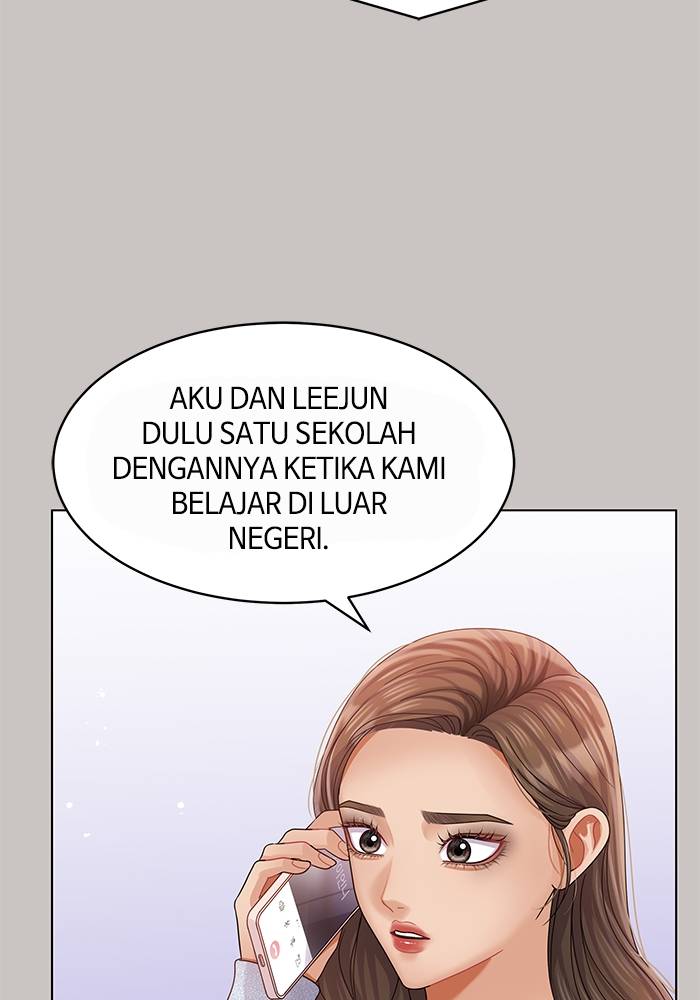 AKU DAN LEEJUN
DULU SATU SEKOLAH
DENGANNYA KETIKA KAMI
BELAJAR DI LUAR
NEGERI.